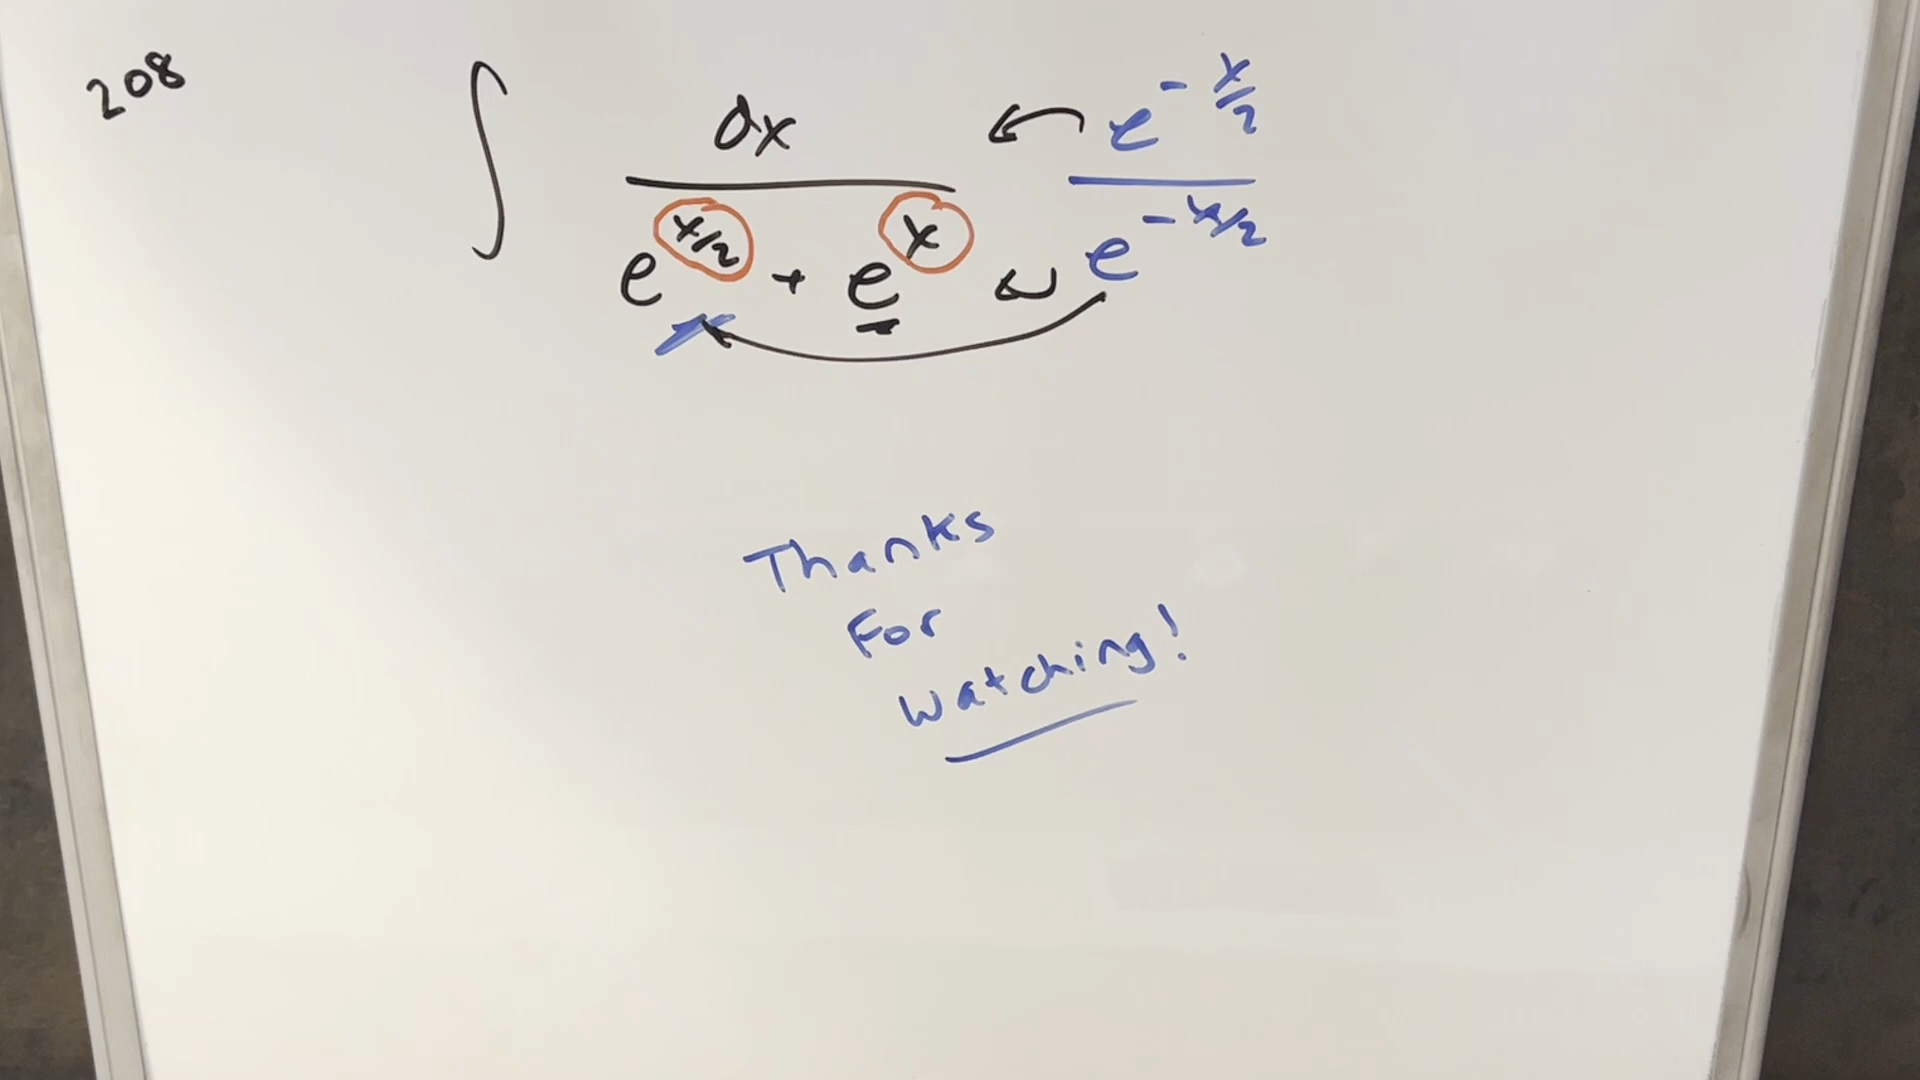 208
∫ dx / (e^{x/2} + e^x) ← e^{-x/2} / e^{-x/2}
Thanks
For
watching!